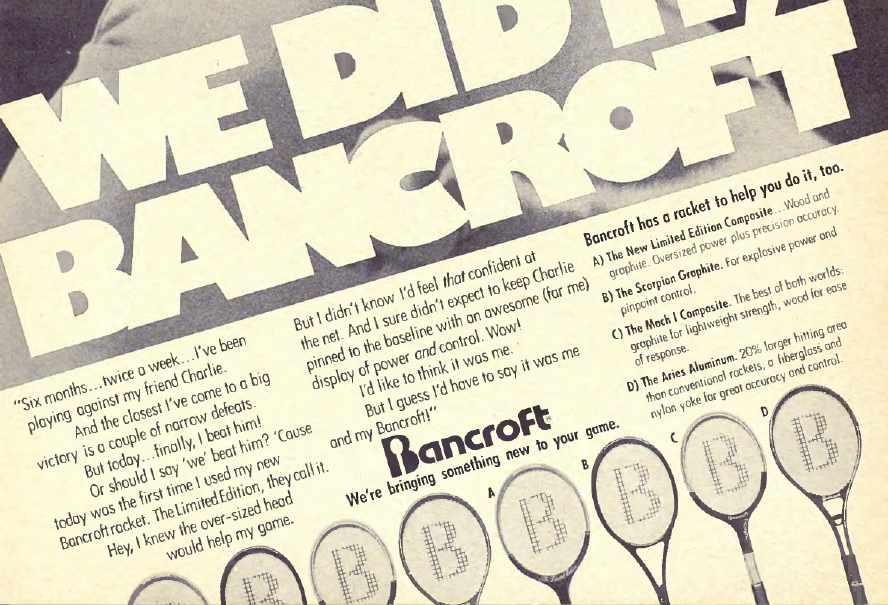 WE DID IT,
BANCROFT
"Six months...twice a week...I've been
playing against my friend Charlie.
And the closest I've come to a big
victory is a couple of narrow defeats.
But today...finally, I beat him!
Or should I say 'we' beat him? 'Cause
today was the first time I used my new
Bancroft racket. The Limited Edition, they call it.
Hey, I knew the over-sized head
would help my game.
But I didn't know I'd feel that confident at
the net. And I sure didn't expect to keep Charlie
pinned to the baseline with an awesome (for me)
display of power and control. Wow!
I'd like to think it was me.
But I guess I'd have to say it was me
and my Bancroft!"
Bancroft®
We're bringing something new to your game.
Bancroft has a racket to help you do it, too.
A) The New Limited Edition Composite...Wood and
graphite. Oversized power plus precision accuracy.
B) The Scorpion Graphite. For explosive power and
pinpoint control.
C) The Mach I Composite. The best of both worlds:
graphite for lightweight strength, wood for ease
of response.
D) The Aries Aluminum. 20% larger hitting area
than conventional rackets, a fiberglass and
nylon yoke for great accuracy and control.
A
B
C
D
B
B
B
B
B
B
B
B